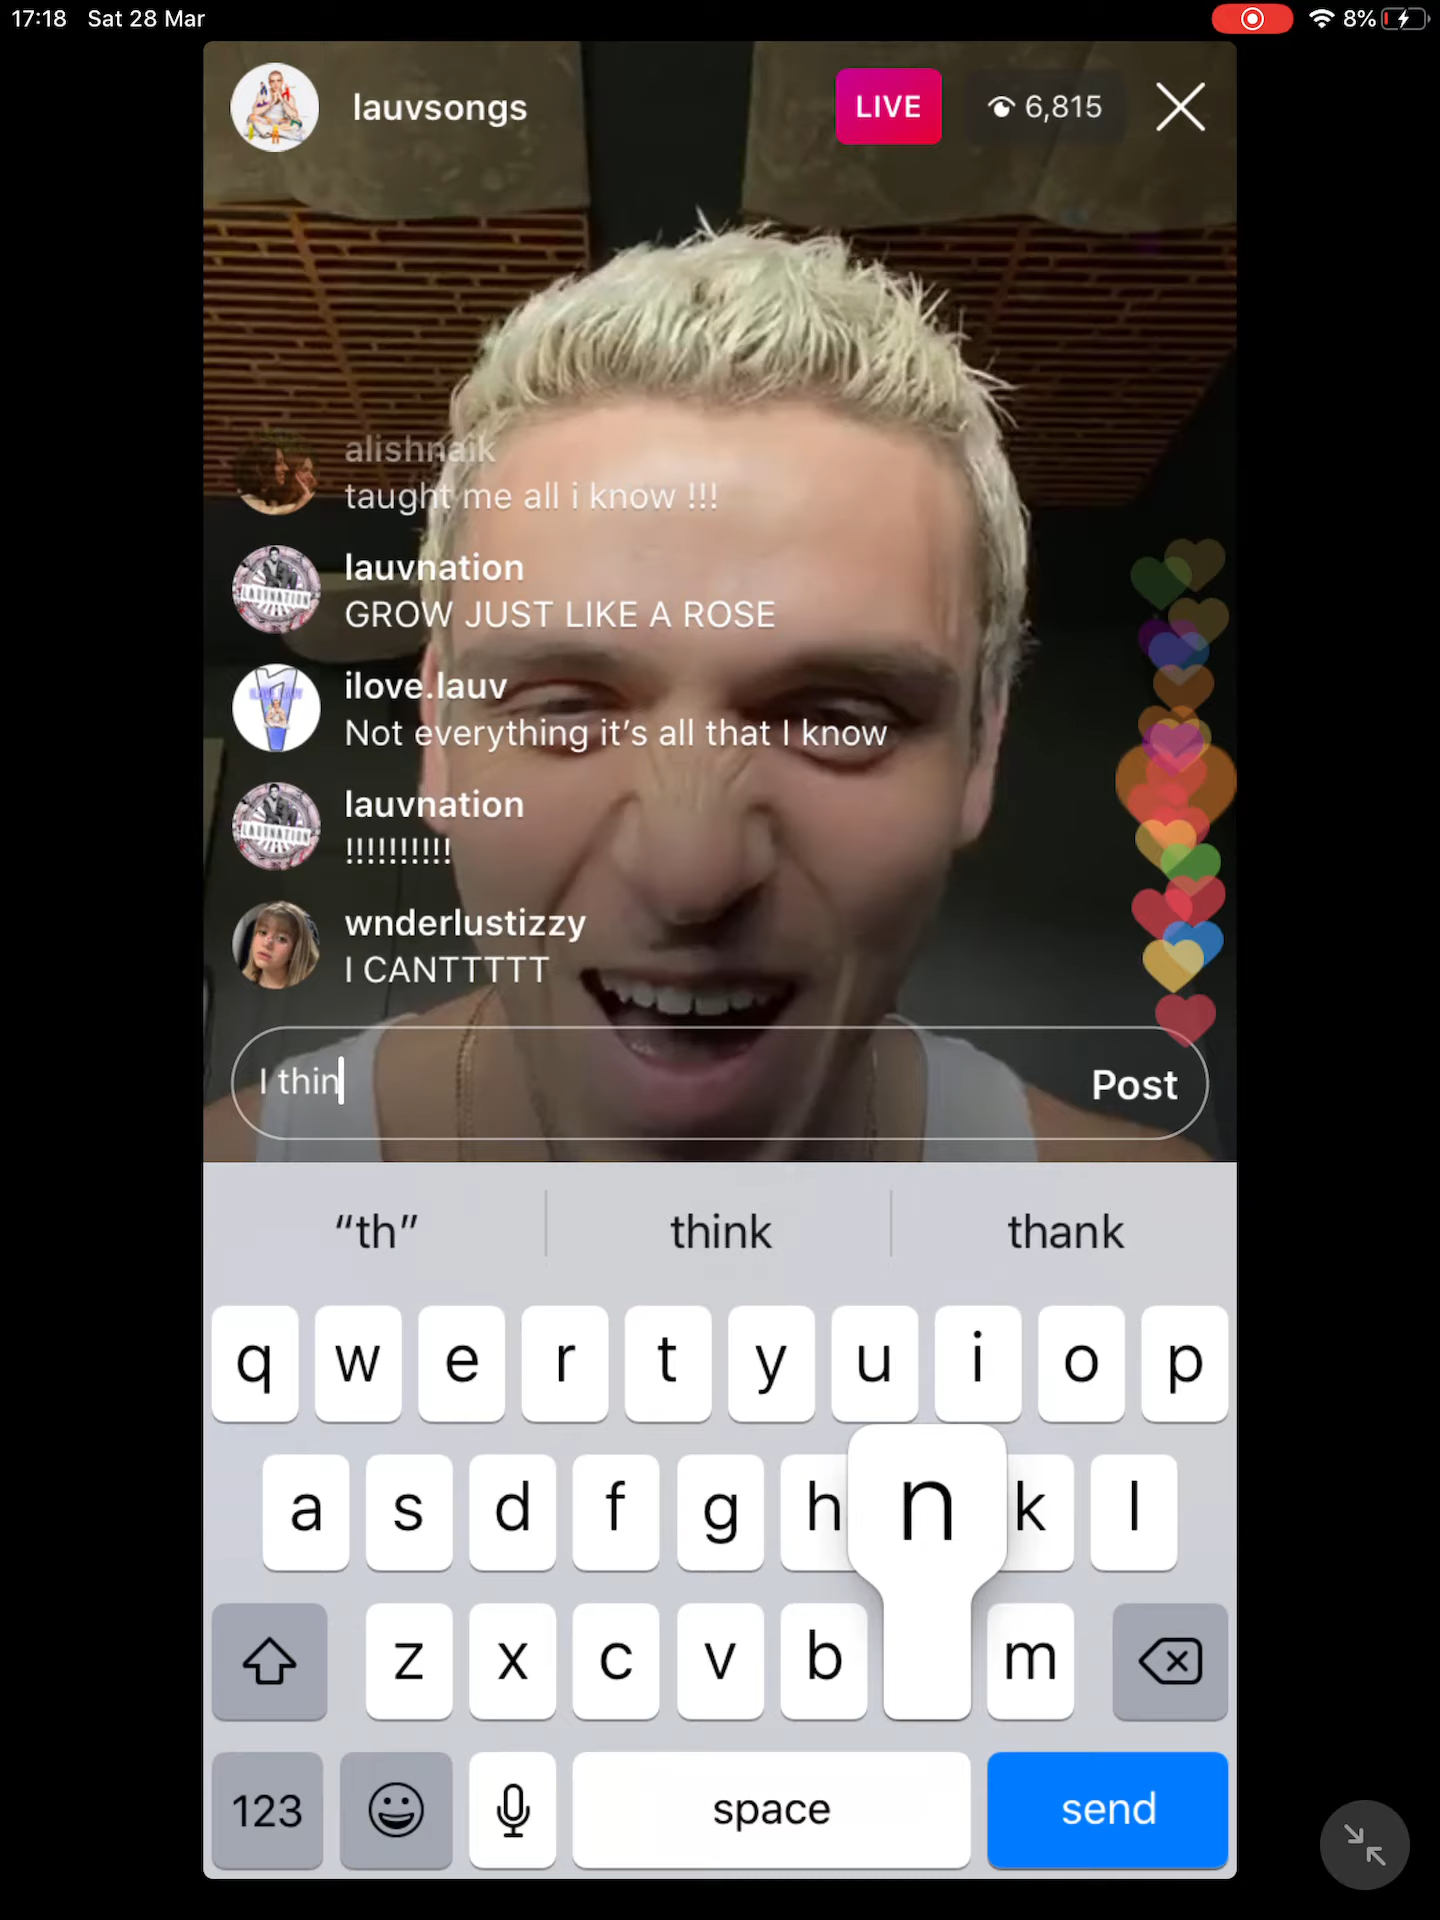 17:18 Sat 28 Mar 8%
lauvsongs LIVE 6,815
alishnaik
taught me all i know !!!
lauvnation
GROW JUST LIKE A ROSE
ilove.lauv
Not everything it’s all that I know
lauvnation
!!!!!!!!!!
wnderlustizzy
I CANTTTTT
I thin Post
“th” think thank
q w e r t y u i o p
a s d f g h n k l
z x c v b m
123 space send
LAUVNATION
LAUVNATION